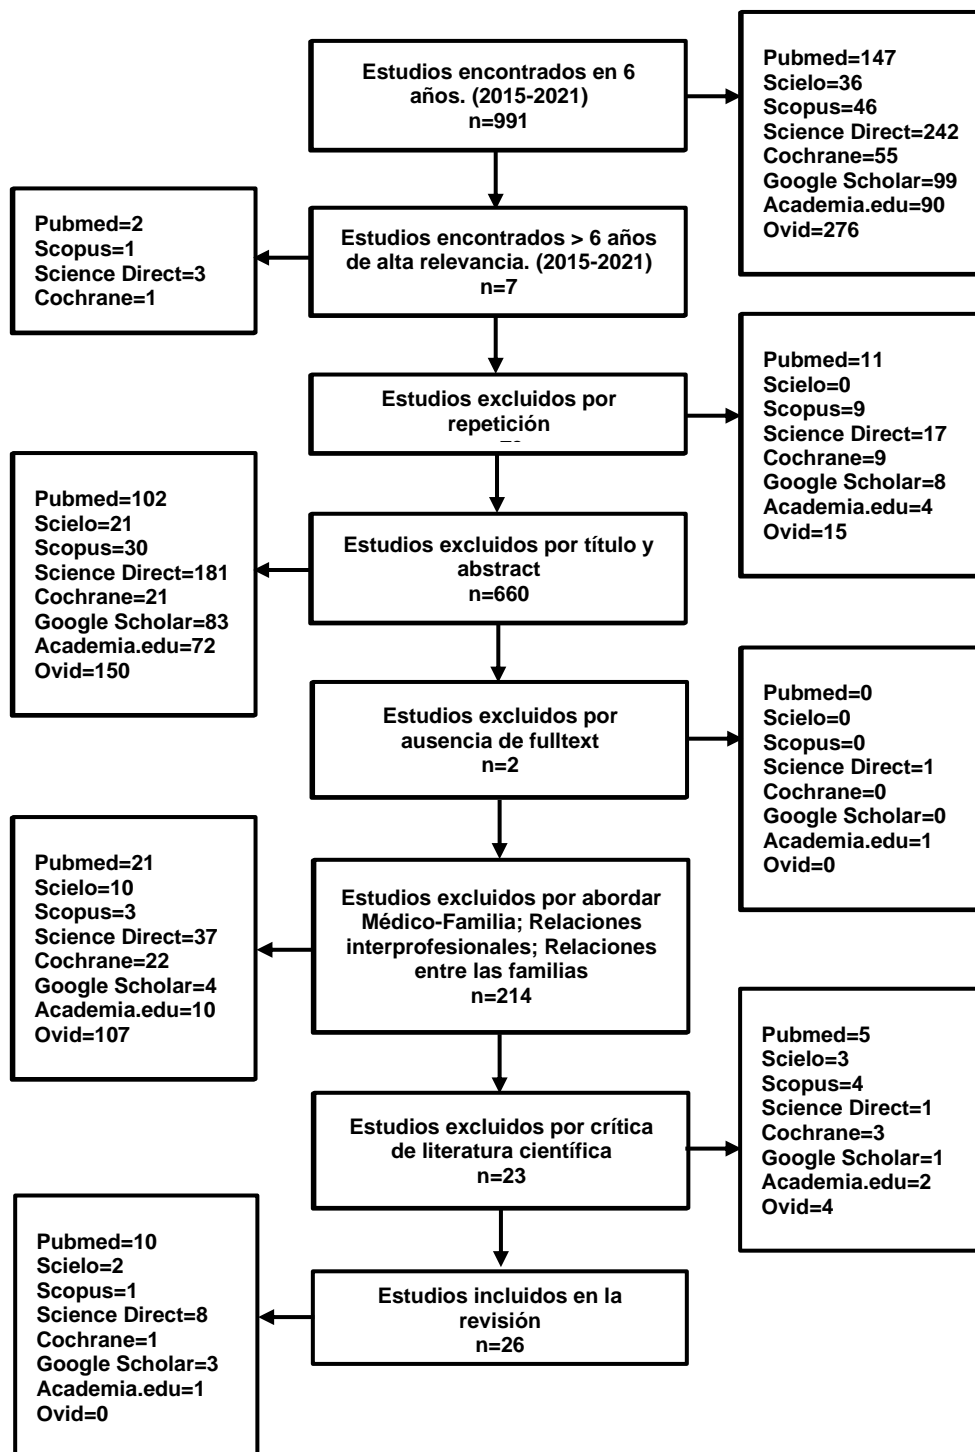 Estudios encontrados en 6
años. (2015-2021)
n=991
Pubmed=147
Scielo=36
Scopus=46
Science Direct=242
Cochrane=55
Google Scholar=99
Academia.edu=90
Ovid=276
Estudios encontrados > 6 años
de alta relevancia. (2015-2021)
n=7
Pubmed=2
Scopus=1
Science Direct=3
Cochrane=1
Estudios excluidos por
repetición
Pubmed=11
Scielo=0
Scopus=9
Science Direct=17
Cochrane=9
Google Scholar=8
Academia.edu=4
Ovid=15
Estudios excluidos por título y
abstract
n=660
Pubmed=102
Scielo=21
Scopus=30
Science Direct=181
Cochrane=21
Google Scholar=83
Academia.edu=72
Ovid=150
Estudios excluidos por
ausencia de fulltext
n=2
Pubmed=0
Scielo=0
Scopus=0
Science Direct=1
Cochrane=0
Google Scholar=0
Academia.edu=1
Ovid=0
Estudios excluidos por abordar
Médico-Familia; Relaciones
interprofesionales; Relaciones
entre las familias
n=214
Pubmed=21
Scielo=10
Scopus=3
Science Direct=37
Cochrane=22
Google Scholar=4
Academia.edu=10
Ovid=107
Estudios excluidos por crítica
de literatura científica
n=23
Pubmed=5
Scielo=3
Scopus=4
Science Direct=1
Cochrane=3
Google Scholar=1
Academia.edu=2
Ovid=4
Estudios incluidos en la
revisión
n=26
Pubmed=10
Scielo=2
Scopus=1
Science Direct=8
Cochrane=1
Google Scholar=3
Academia.edu=1
Ovid=0